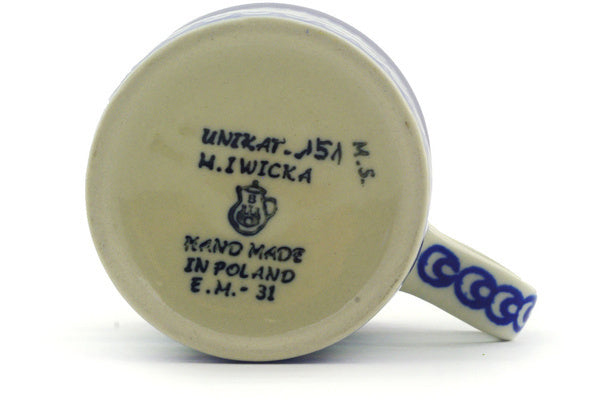 UNIKAT-151
M.IWICKA
M.S.
HAND MADE
IN POLAND
E.M.- 31